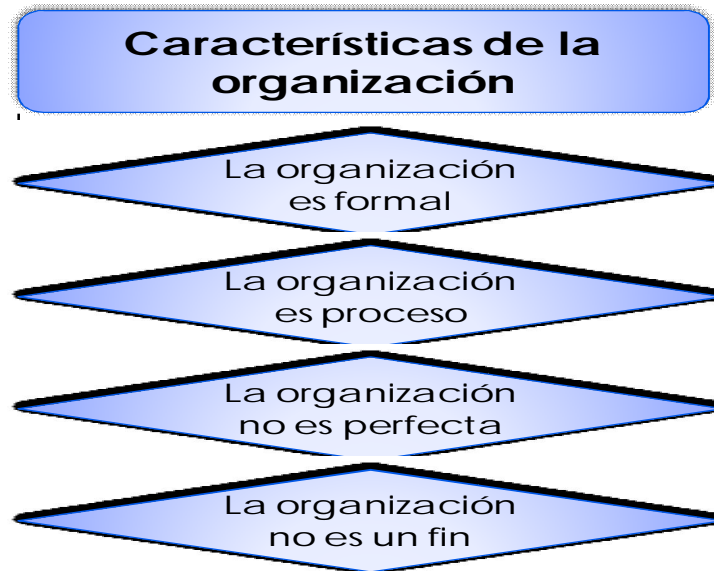 Características de la
organización
La organización
es formal
La organización
es proceso
La organización
no es perfecta
La organización
no es un fin